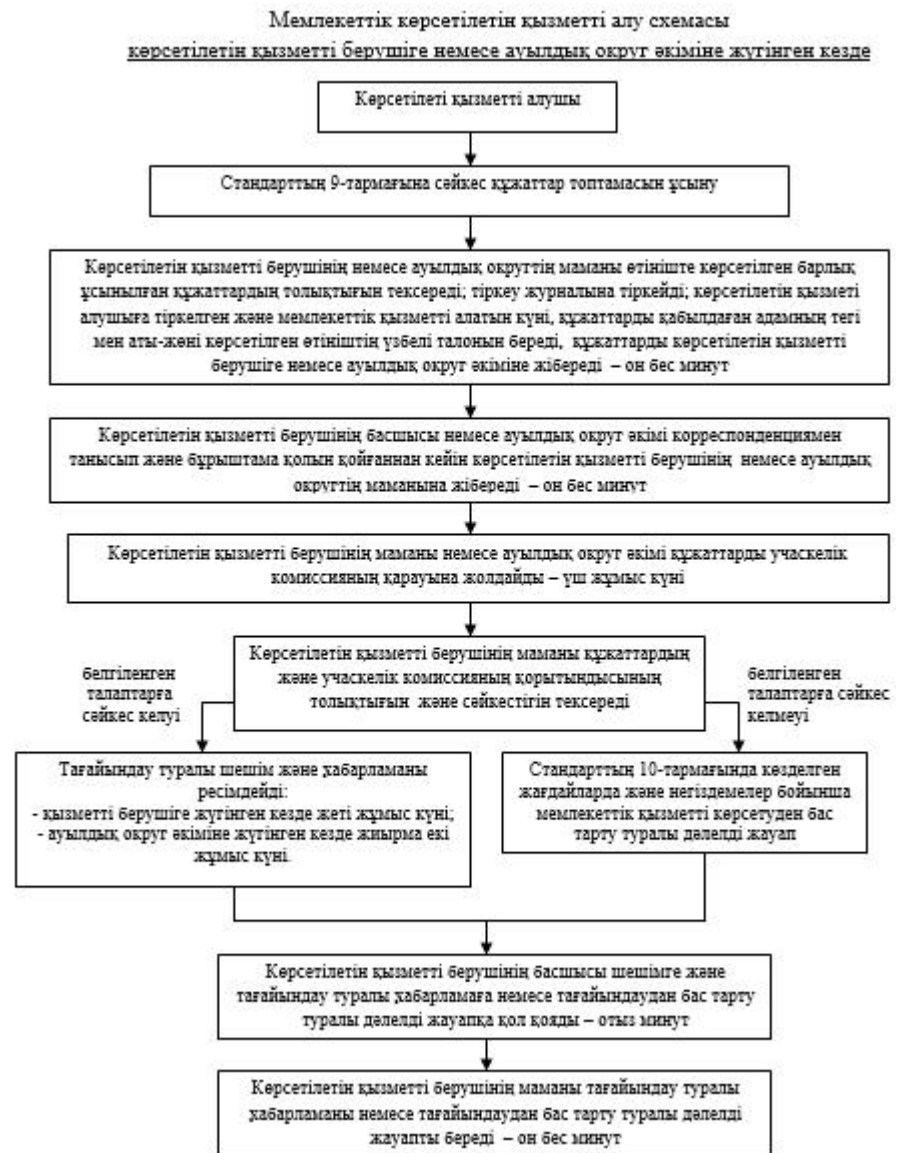 Мемлекеттік көрсетілетін қызметті алу схемасы
көрсетілетін қызметті берушіге немесе ауылдық округ әкіміне жүгінген кезде
Көрсетілеті қызметті алушы
Стандарттың 9-тармағына сәйкес құжаттар топтамасын ұсыну
Көрсетілетін қызметті берушінің немесе ауылдық округтің маманы өтініште көрсетілген барлық
ұсынылған құжаттардың толықтығын тексереді; тіркеу журналына тіркейді; көрсетілетін қызметі
алушыға тіркелген және мемлекеттік қызметті алатын күні, құжаттарды қабылдаған адамның тегі
мен аты-жөні көрсетілген өтініштің үзбелі талонын береді, құжаттарды көрсетілетін қызметті
берушіге немесе ауылдық округ әкіміне жібереді – он бес минут
Көрсетілетін қызметті берушінің басшысы немесе ауылдық округ әкімі корреспонденциямен
танысып және бұрыштама қолын қойғаннан кейін көрсетілетін қызметті берушінің немесе ауылдық
округтің маманына жібереді – он бес минут
Көрсетілетін қызметті берушінің маманы немесе ауылдық округ әкімі құжаттарды учаскелік
комиссияның қарауына жолдайды – үш жұмыс күні
Көрсетілетін қызметті берушінің маманы құжаттардың
және учаскелік комиссияның қорытындысының
толықтығын және сәйкестігін тексереді
белгіленген
талаптарға
сәйкес келуі
белгіленген
талаптарға сәйкес
келмеуі
Тағайындау туралы шешім және хабарламаны
ресімдейді:
- қызметті берушіге жүгінген кезде жеті жұмыс күні;
- ауылдық округ әкіміне жүгінген кезде жиырма екі
жұмыс күні.
Стандарттың 10-тармағында көзделген
жағдайларда және негіздемелер бойынша
мемлекеттік қызметті көрсетуден бас
тарту туралы дәлелді жауап
Көрсетілетін қызметті берушінің басшысы шешімге және
тағайындау туралы хабарламаға немесе тағайындаудан бас тарту
туралы дәлелді жауапқа қол қояды – отыз минут
Көрсетілетін қызметті берушінің маманы тағайындау туралы
хабарламаны немесе тағайындаудан бас тарту туралы дәлелді
жауапты береді – он бес минут